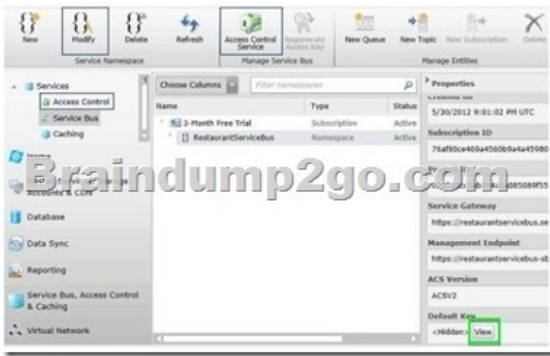 New
Modify
Delete
Refresh
Access Control Service
Regenerate Access Key
New Queue
New Topic
New Subscription
Delete
Service Namespace
Manage Service Bus
Manage Entities
Services
Access Control
Service Bus
Caching
Accounts & CDN
Database
Data Sync
Reporting
Service Bus, Access Control & Caching
Virtual Network
Choose Columns
Filter namespaces
Name
Type
Status
3-Month Free Trial
Subscription
Active
RestaurantServiceBus
Namespace
Active
Properties
5/30/2012 9:01:02 PM UTC
Subscription ID
76af80ce469a4560b9a4a45980
Service Gateway
https://restaurantservicebus.se
Management Endpoint
https://restaurantservicebus-sb
ACS Version
ACSV2
Default Key
<Hidden>
View
Braindump2go.com